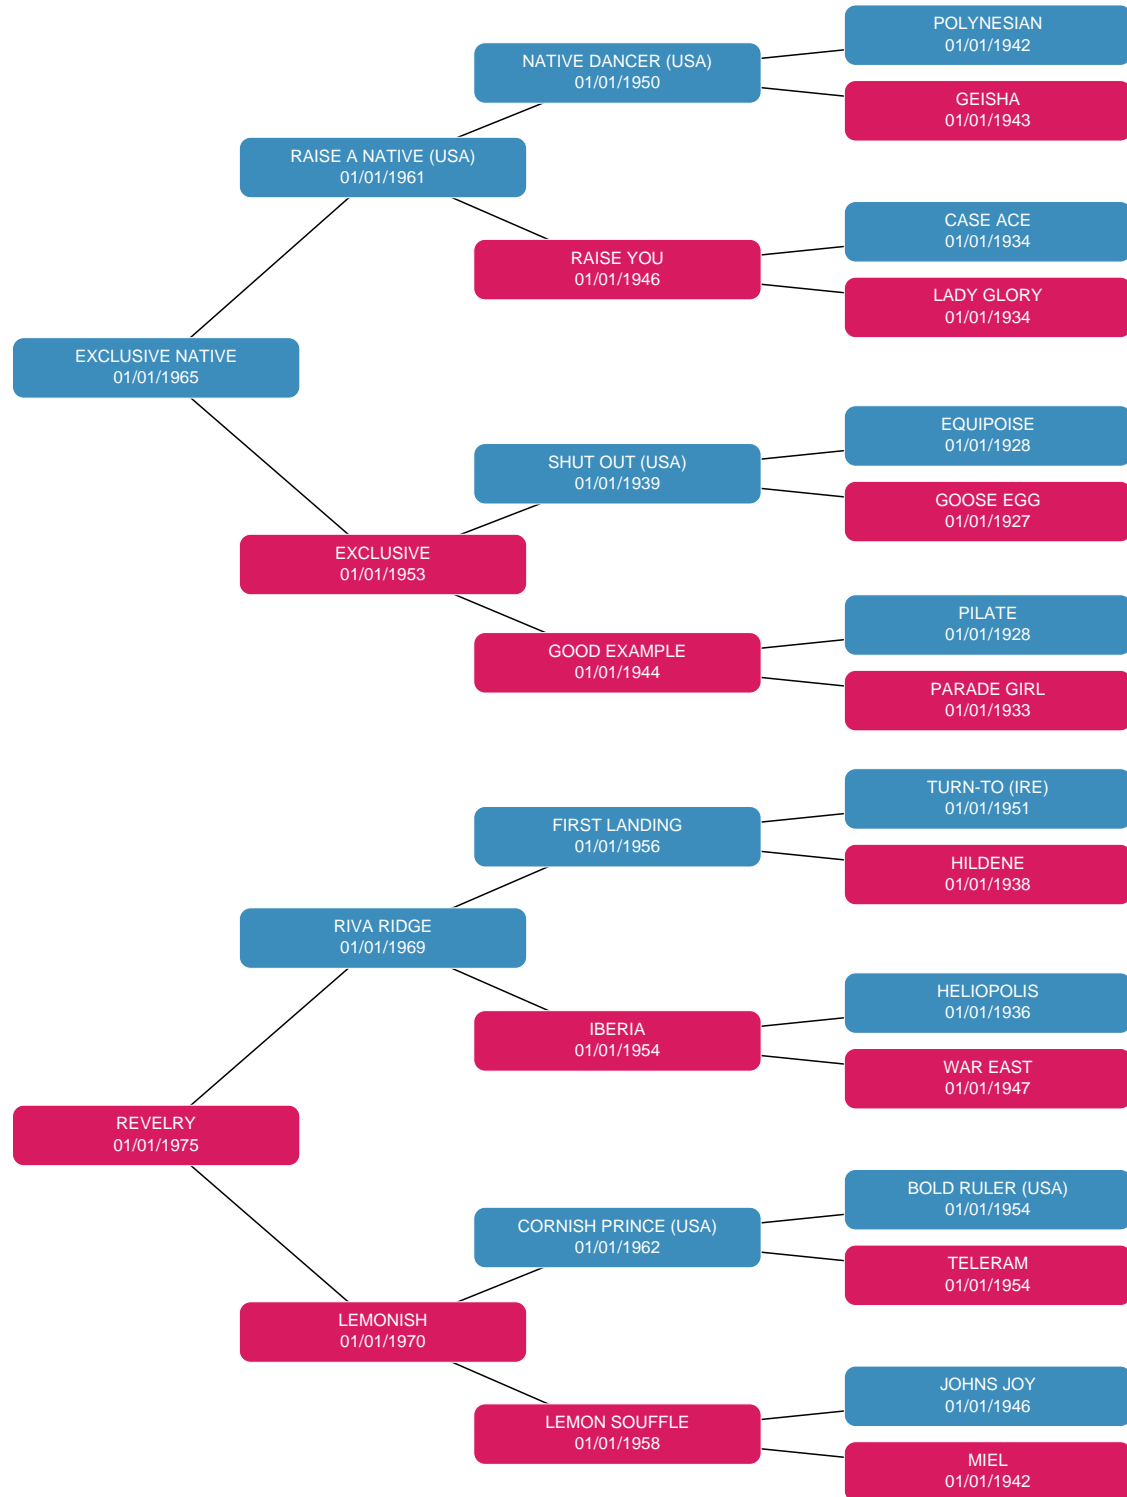 POLYNESIAN
01/01/1942
NATIVE DANCER (USA)
01/01/1950
GEISHA
01/01/1943
RAISE A NATIVE (USA)
01/01/1961
CASE ACE
01/01/1934
RAISE YOU
01/01/1946
LADY GLORY
01/01/1934
EXCLUSIVE NATIVE
01/01/1965
EQUIPOISE
01/01/1928
SHUT OUT (USA)
01/01/1939
GOOSE EGG
01/01/1927
EXCLUSIVE
01/01/1953
PILATE
01/01/1928
GOOD EXAMPLE
01/01/1944
PARADE GIRL
01/01/1933
TURN-TO (IRE)
01/01/1951
FIRST LANDING
01/01/1956
HILDENE
01/01/1938
RIVA RIDGE
01/01/1969
HELIOPOLIS
01/01/1936
IBERIA
01/01/1954
WAR EAST
01/01/1947
REVELRY
01/01/1975
BOLD RULER (USA)
01/01/1954
CORNISH PRINCE (USA)
01/01/1962
TELERAM
01/01/1954
LEMONISH
01/01/1970
JOHNS JOY
01/01/1946
LEMON SOUFFLE
01/01/1958
MIEL
01/01/1942